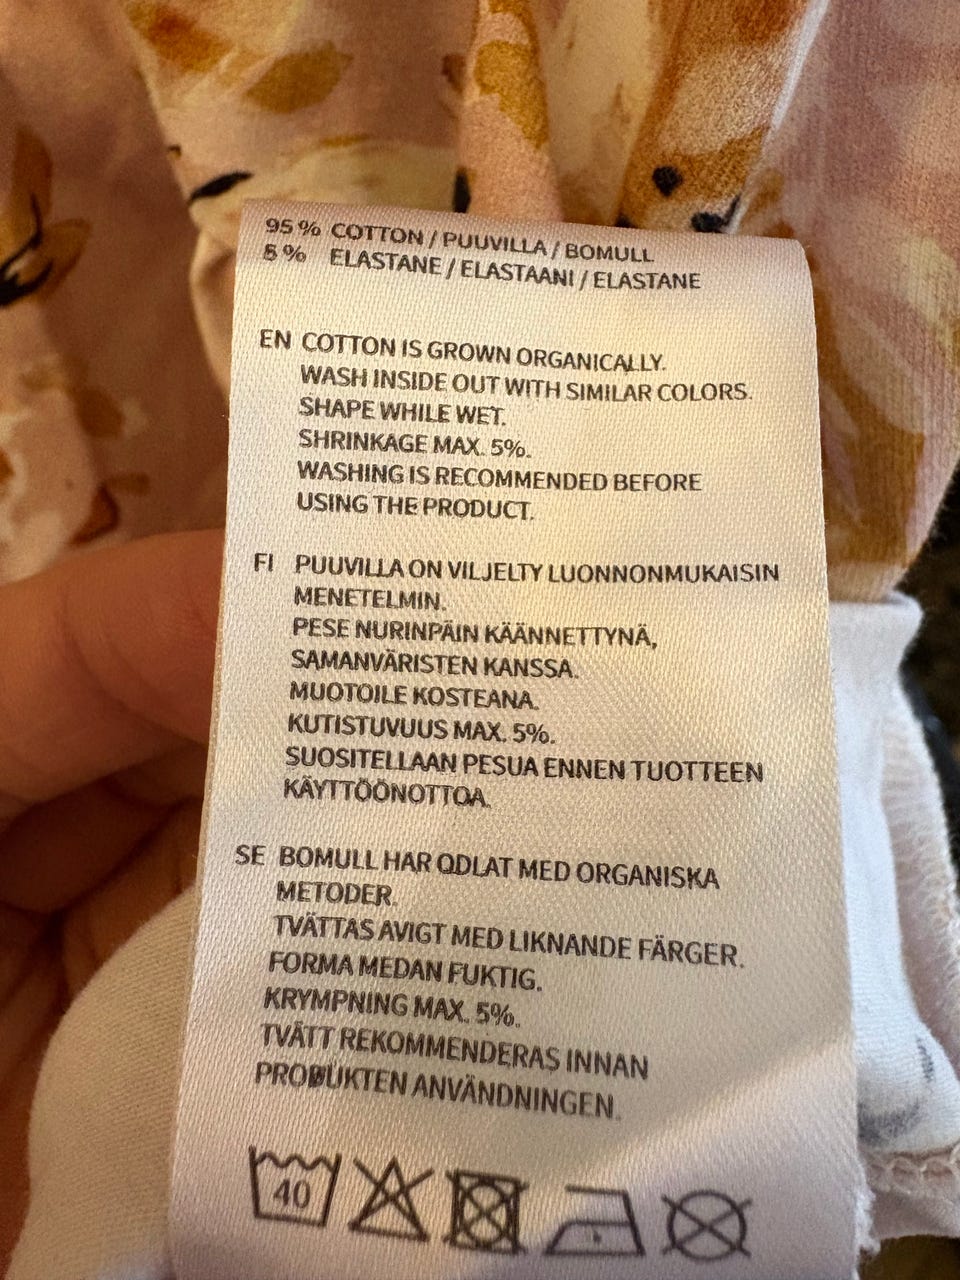 95 % COTTON / PUUVILLA / BOMULL
5 % ELASTANE / ELASTAANI / ELASTANE
EN COTTON IS GROWN ORGANICALLY.
WASH INSIDE OUT WITH SIMILAR COLORS.
SHAPE WHILE WET.
SHRINKAGE MAX. 5%.
WASHING IS RECOMMENDED BEFORE
USING THE PRODUCT.
FI PUUVILLA ON VILJELTY LUONNONMUKAISIN
MENETELMIN.
PESE NURINPÄIN KÄÄNNETTYNÄ,
SAMANVÄRISTEN KANSSA.
MUOTOILE KOSTEANA.
KUTISTUVUUS MAX. 5%.
SUOSITELLAAN PESUA ENNEN TUOTTEEN
KÄYTTÖÖNOTTOA.
SE BOMULL HAR ODLAT MED ORGANISKA
METODER.
TVÄTTAS AVIGT MED LIKNANDE FÄRGER.
FORMA MEDAN FUKTIG.
KRYMPNING MAX. 5%.
TVÄTT REKOMMENDERAS INNAN
PRODUKTEN ANVÄNDNINGEN.
40